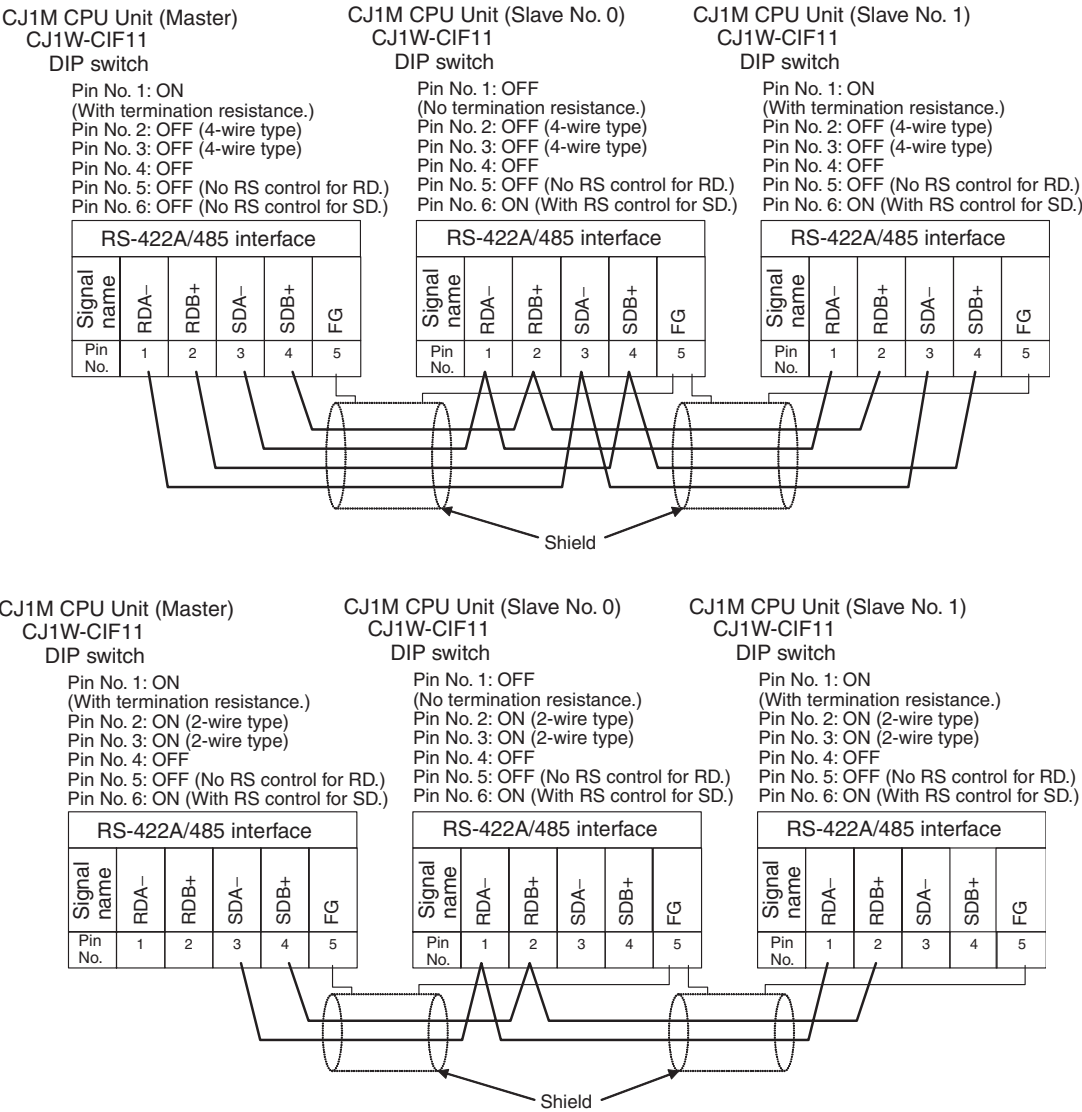 CJ1M CPU Unit (Master)
CJ1W-CIF11
DIP switch
Pin No. 1: ON
(With termination resistance.)
Pin No. 2: OFF (4-wire type)
Pin No. 3: OFF (4-wire type)
Pin No. 4: OFF
Pin No. 5: OFF (No RS control for RD.)
Pin No. 6: OFF (No RS control for SD.)
RS-422A/485 interface
Signal name
RDA–
RDB+
SDA–
SDB+
FG
Pin No.
1
2
3
4
5
CJ1M CPU Unit (Slave No. 0)
CJ1W-CIF11
DIP switch
Pin No. 1: OFF
(No termination resistance.)
Pin No. 2: OFF (4-wire type)
Pin No. 3: OFF (4-wire type)
Pin No. 4: OFF
Pin No. 5: OFF (No RS control for RD.)
Pin No. 6: ON (With RS control for SD.)
RS-422A/485 interface
Signal name
RDA–
RDB+
SDA–
SDB+
FG
Pin No.
1
2
3
4
5
CJ1M CPU Unit (Slave No. 1)
CJ1W-CIF11
DIP switch
Pin No. 1: ON
(With termination resistance.)
Pin No. 2: OFF (4-wire type)
Pin No. 3: OFF (4-wire type)
Pin No. 4: OFF
Pin No. 5: OFF (No RS control for RD.)
Pin No. 6: ON (With RS control for SD.)
RS-422A/485 interface
Signal name
RDA–
RDB+
SDA–
SDB+
FG
Pin No.
1
2
3
4
5
Shield
CJ1M CPU Unit (Master)
CJ1W-CIF11
DIP switch
Pin No. 1: ON
(With termination resistance.)
Pin No. 2: ON (2-wire type)
Pin No. 3: ON (2-wire type)
Pin No. 4: OFF
Pin No. 5: OFF (No RS control for RD.)
Pin No. 6: ON (With RS control for SD.)
RS-422A/485 interface
Signal name
RDA–
RDB+
SDA–
SDB+
FG
Pin No.
1
2
3
4
5
CJ1M CPU Unit (Slave No. 0)
CJ1W-CIF11
DIP switch
Pin No. 1: OFF
(No termination resistance.)
Pin No. 2: ON (2-wire type)
Pin No. 3: ON (2-wire type)
Pin No. 4: OFF
Pin No. 5: OFF (No RS control for RD.)
Pin No. 6: ON (With RS control for SD.)
RS-422A/485 interface
Signal name
RDA–
RDB+
SDA–
SDB+
FG
Pin No.
1
2
3
4
5
CJ1M CPU Unit (Slave No. 1)
CJ1W-CIF11
DIP switch
Pin No. 1: ON
(With termination resistance.)
Pin No. 2: ON (2-wire type)
Pin No. 3: ON (2-wire type)
Pin No. 4: OFF
Pin No. 5: OFF (No RS control for RD.)
Pin No. 6: ON (With RS control for SD.)
RS-422A/485 interface
Signal name
RDA–
RDB+
SDA–
SDB+
FG
Pin No.
1
2
3
4
5
Shield